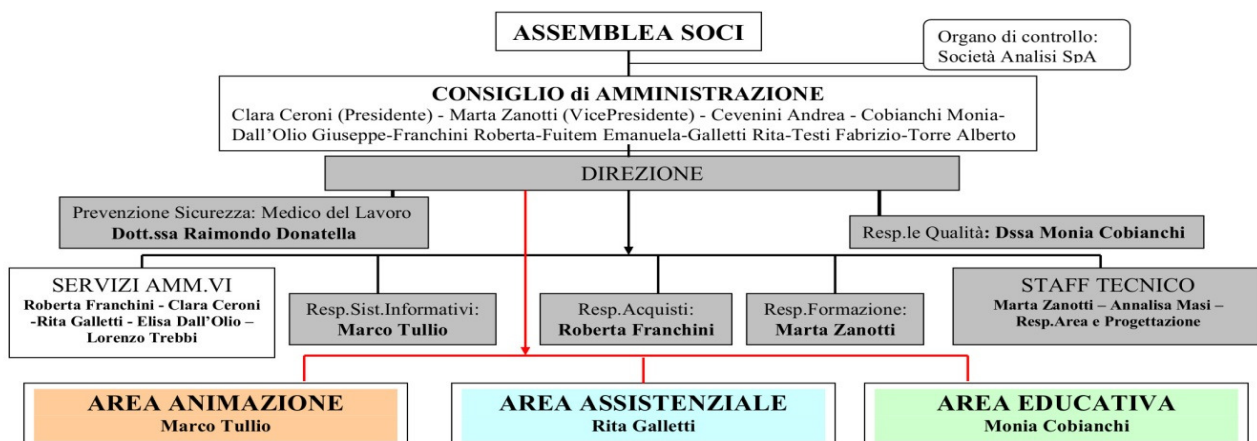 ASSEMBLEA SOCI
Organo di controllo:
Società Analisi SpA
CONSIGLIO di AMMINISTRAZIONE
Clara Ceroni (Presidente) - Marta Zanotti (VicePresidente) - Cevenini Andrea - Cobianchi Monia-
Dall'Olio Giuseppe-Franchini Roberta-Fuitem Emanuela-Galletti Rita-Testi Fabrizio-Torre Alberto
DIREZIONE
Prevenzione Sicurezza: Medico del Lavoro
Dott.ssa Raimondo Donatella
Resp.le Qualità: Dssa Monia Cobianchi
SERVIZI AMM.VI
Roberta Franchini - Clara Ceroni
-Rita Galletti - Elisa Dall'Olio –
Lorenzo Trebbi
Resp.Sist.Informativi:
Marco Tullio
Resp.Acquisti:
Roberta Franchini
Resp.Formazione:
Marta Zanotti
STAFF TECNICO
Marta Zanotti – Annalisa Masi –
Resp.Area e Progettazione
AREA ANIMAZIONE
Marco Tullio
AREA ASSISTENZIALE
Rita Galletti
AREA EDUCATIVA
Monia Cobianchi